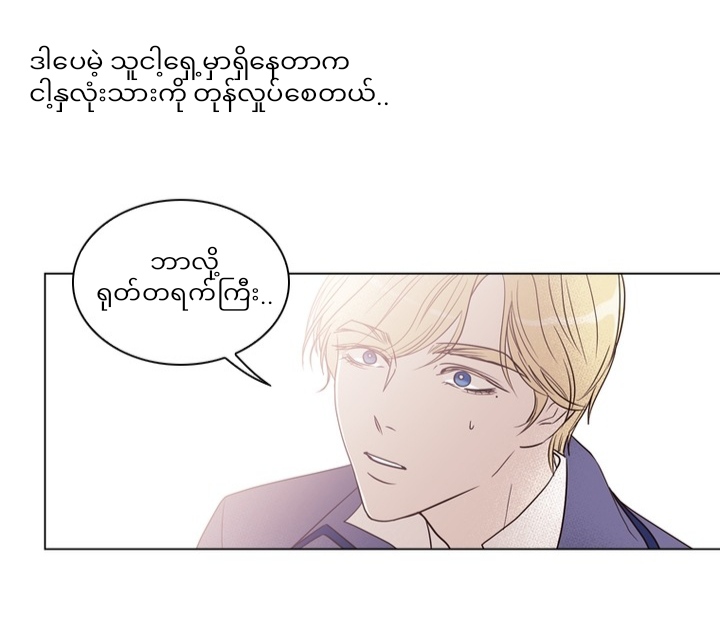 ဒါပေမဲ့ သူငါ့ရှေ့မှာရှိနေတာက
ငါ့နှလုံးသားကို တုန်လှုပ်စေတယ်..
ဘာလို့
ရုတ်တရက်ကြီး..